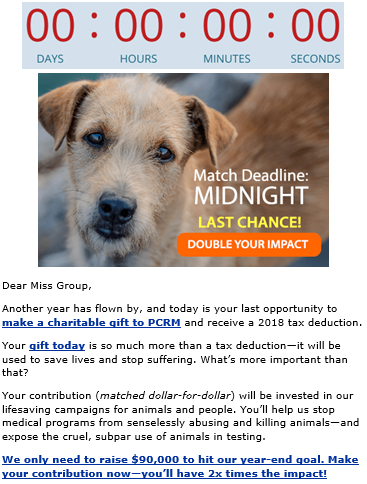 00 : 00 : 00 : 00
DAYS HOURS MINUTES SECONDS
Match Deadline:
MIDNIGHT
LAST CHANCE!
DOUBLE YOUR IMPACT
Dear Miss Group,
Another year has flown by, and today is your last opportunity to
make a charitable gift to PCRM and receive a 2018 tax deduction.
Your gift today is so much more than a tax deduction—it will be
used to save lives and stop suffering. What’s more important than
that?
Your contribution (matched dollar-for-dollar) will be invested in our
lifesaving campaigns for animals and people. You’ll help us stop
medical programs from senselessly abusing and killing animals—and
expose the cruel, subpar use of animals in testing.
We only need to raise $90,000 to hit our year-end goal. Make
your contribution now—you’ll have 2x times the impact!